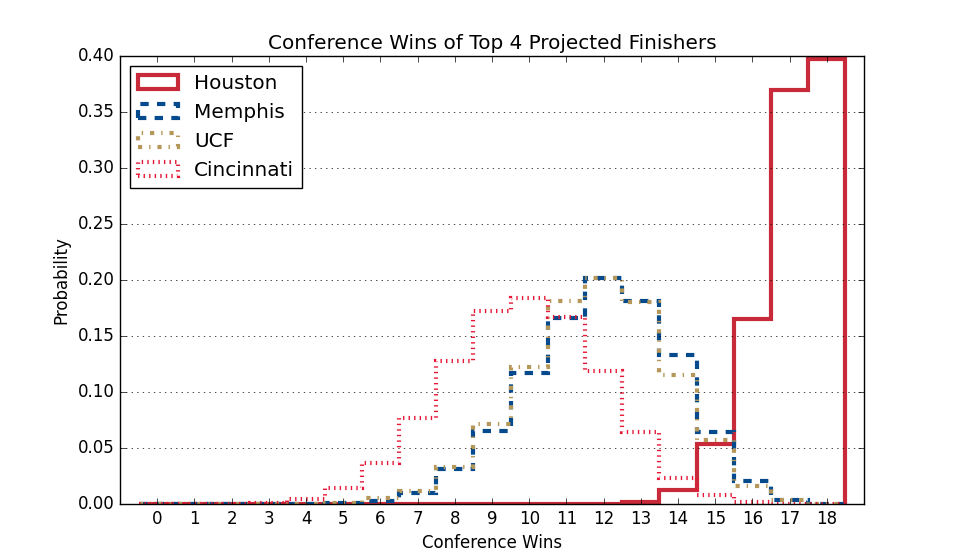 Conference Wins of Top 4 Projected Finishers
0.40
0.35
0.30
0.25
0.20
0.15
0.10
0.05
0.00
Probability
Houston
Memphis
UCF
Cincinnati
0 1 2 3 4 5 6 7 8 9 10 11 12 13 14 15 16 17 18
Conference Wins